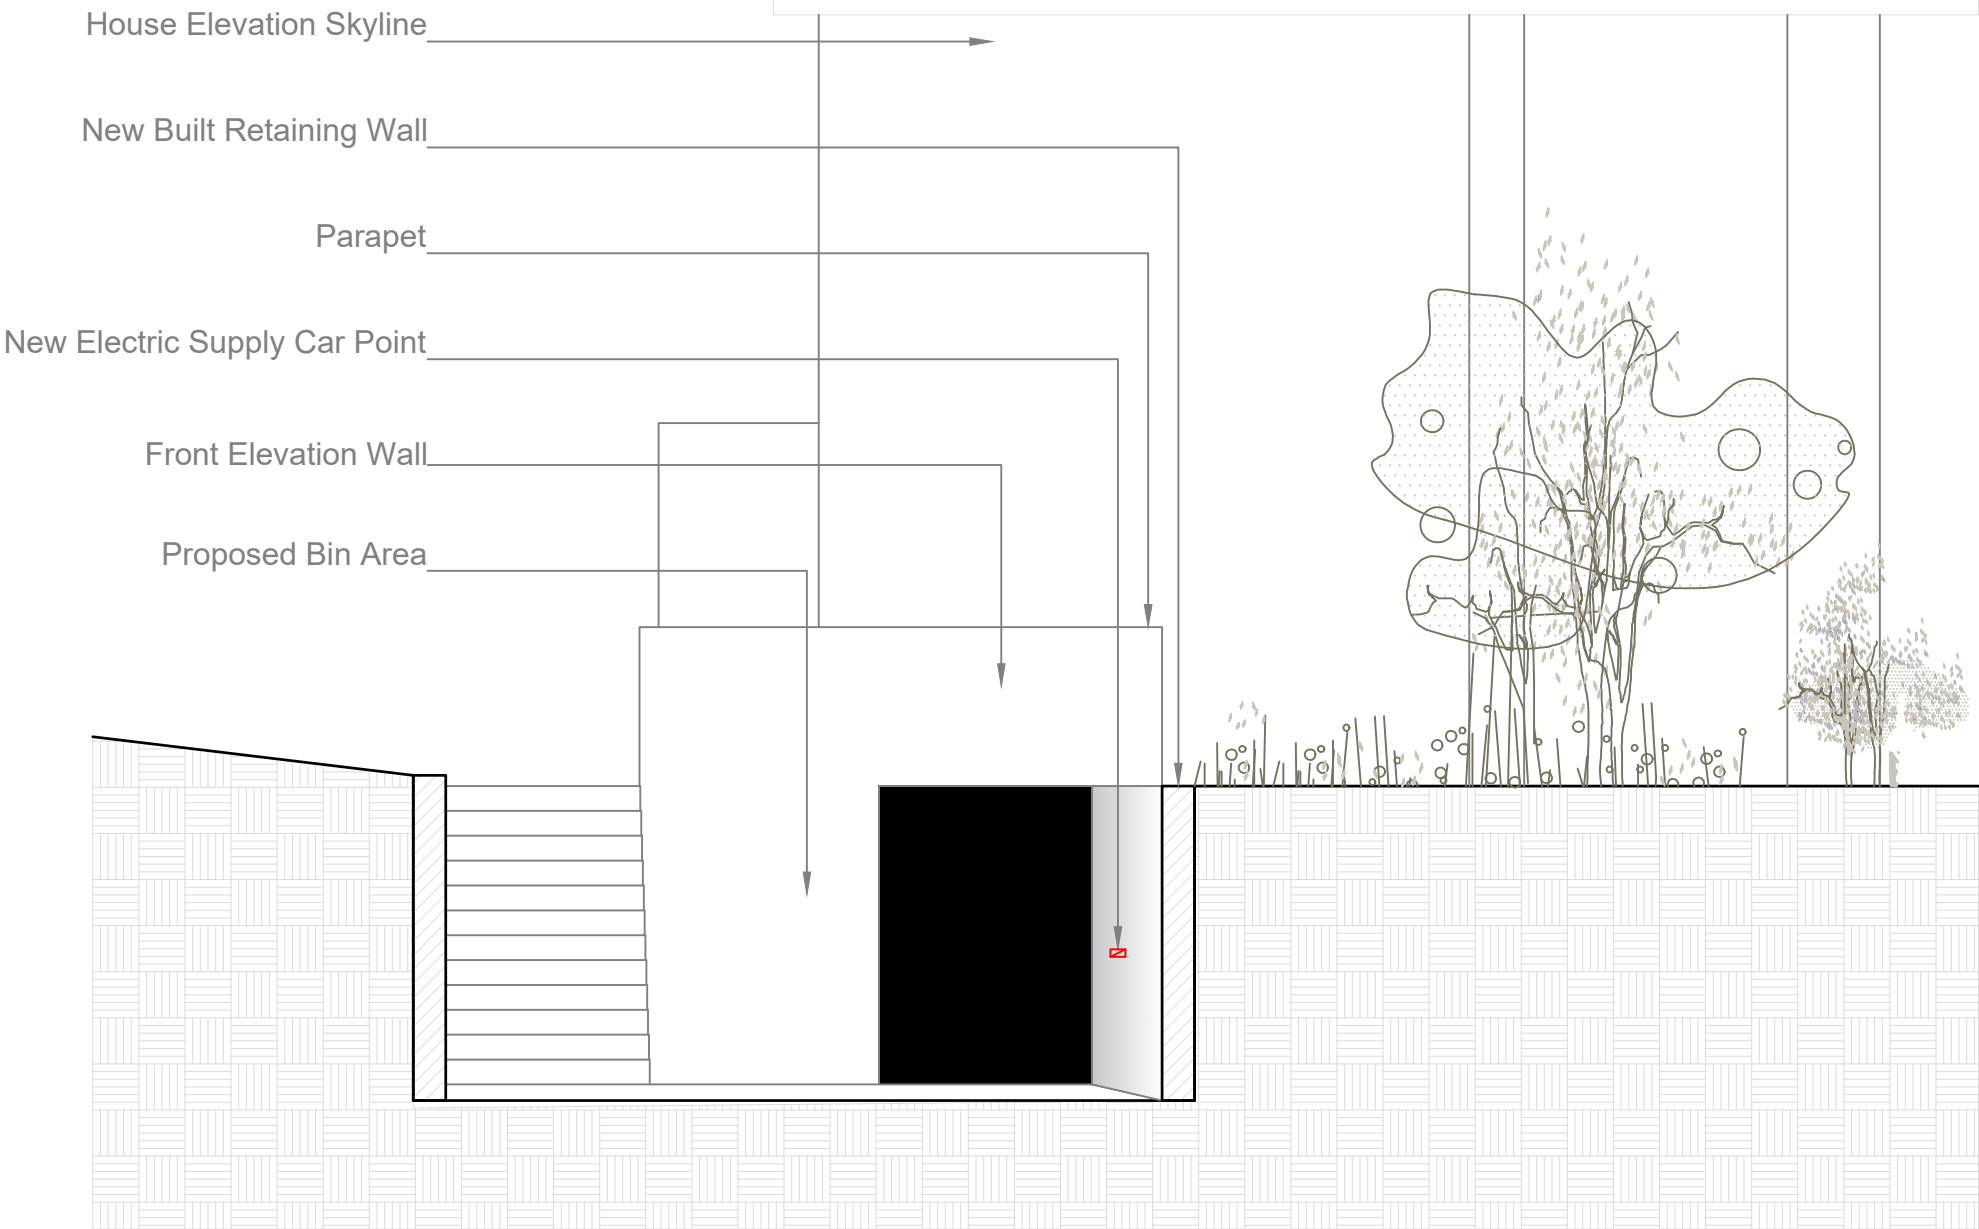 House Elevation Skyline
New Built Retaining Wall
Parapet
New Electric Supply Car Point
Front Elevation Wall
Proposed Bin Area